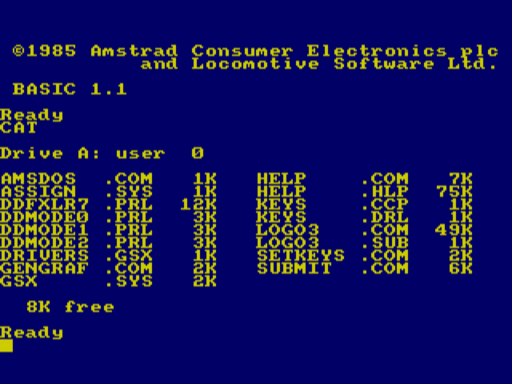 ©1985 Amstrad Consumer Electronics plc
and Locomotive Software Ltd.
BASIC 1.1
Ready
CAT
Drive A: user 0
AMSDOS .COM 1K HELP .COM 7K
ASSIGN .SYS 1K HELP .HLP 75K
DDFXLR7 .PRL 12K KEYS .CCP 1K
DDMODE0 .PRL 3K KEYS .DRL 1K
DDMODE1 .PRL 3K LOGO3 .COM 49K
DDMODE2 .PRL 3K LOGO3 .SUB 1K
DRIVERS .GSX 1K SETKEYS .COM 2K
GENGRAF .COM 2K SUBMIT .COM 6K
GSX .SYS 2K
8K free
Ready